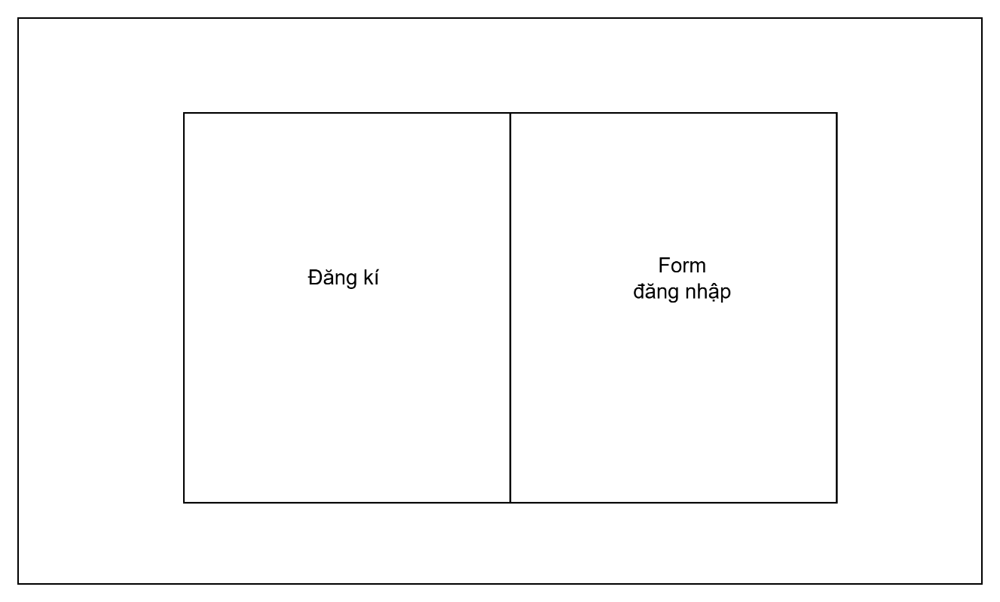 Đăng kí
Form
đăng nhập